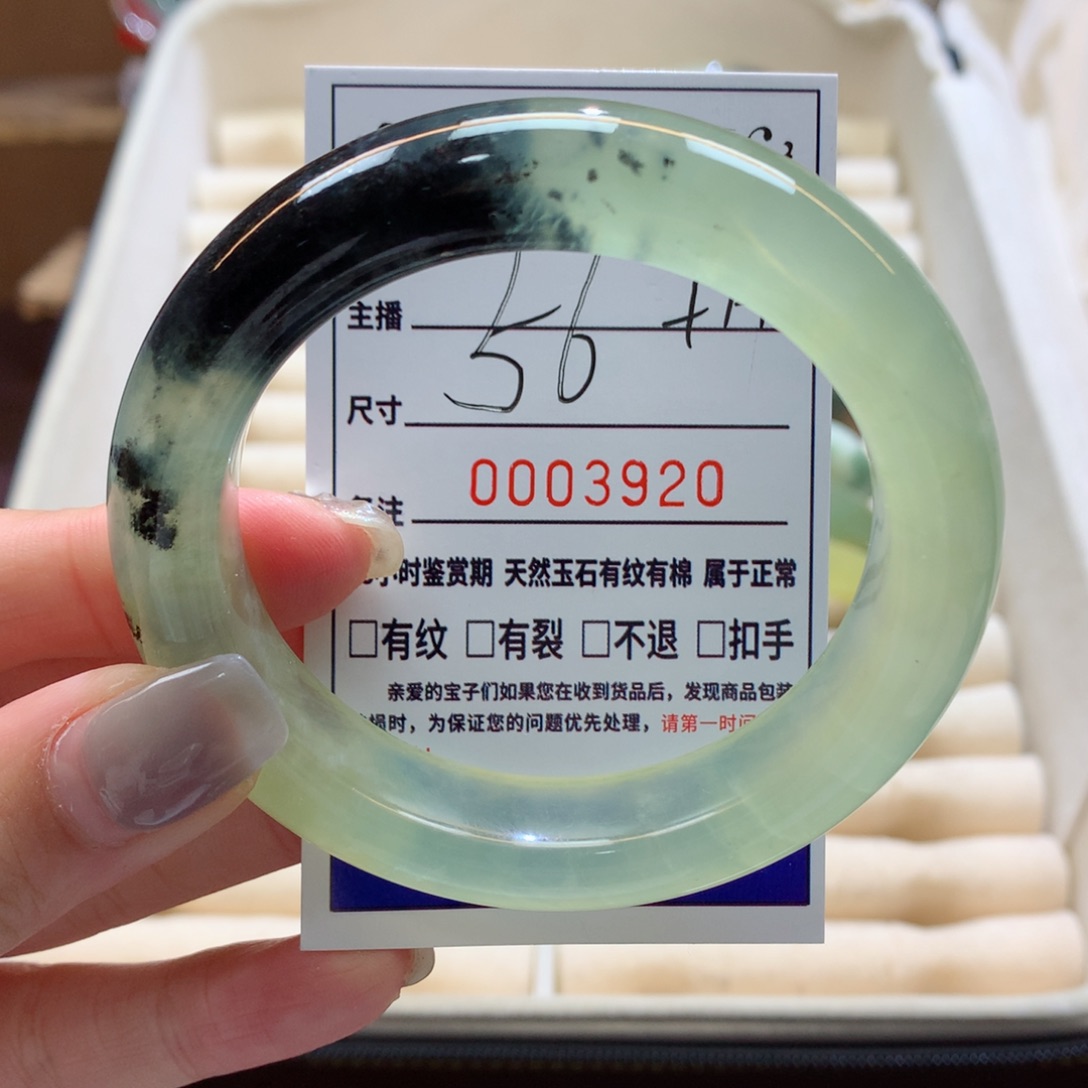 主播
尺寸 56
0003920
时鉴赏期 天然玉石有纹有棉 属于正常
□有纹 □有裂 □不退 □扣手
亲爱的宝子们如果您在收到货品后，发现商品包装
损时，为保证您的问题优先处理，请第一时间